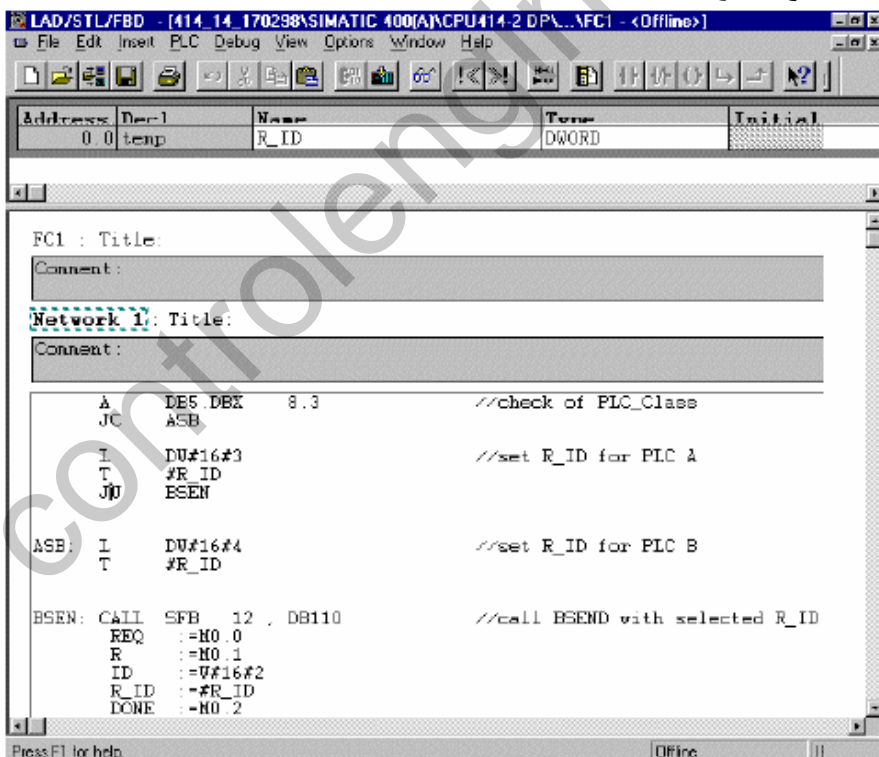 LAD/STL/FBD - [414_14_170298\SIMATIC 400[A]\CPU414-2 DP\...\FC1 - <Offline>]
File Edit Insert PLC Debug View Options Window Help
Address Decl Name Type Initial
0.0 temp R_ID DWORD
FC1 : Title:
Comment:
Network 1: Title:
Comment:
A DB5.DBX 8.3 //check of PLC_Class
JC ASB
L DW#16#3 //set R_ID for PLC A
T #R_ID
JU BSEN
ASB: L DW#16#4 //set R_ID for PLC B
T #R_ID
BSEN: CALL SFB 12 , DB110 //call BSEND with selected R_ID
REQ :=M0.0
R :=M0.1
ID :=W#16#2
R_ID :=#R_ID
DONE :=M0.2
Press F1 for help.
Offline
controlengin